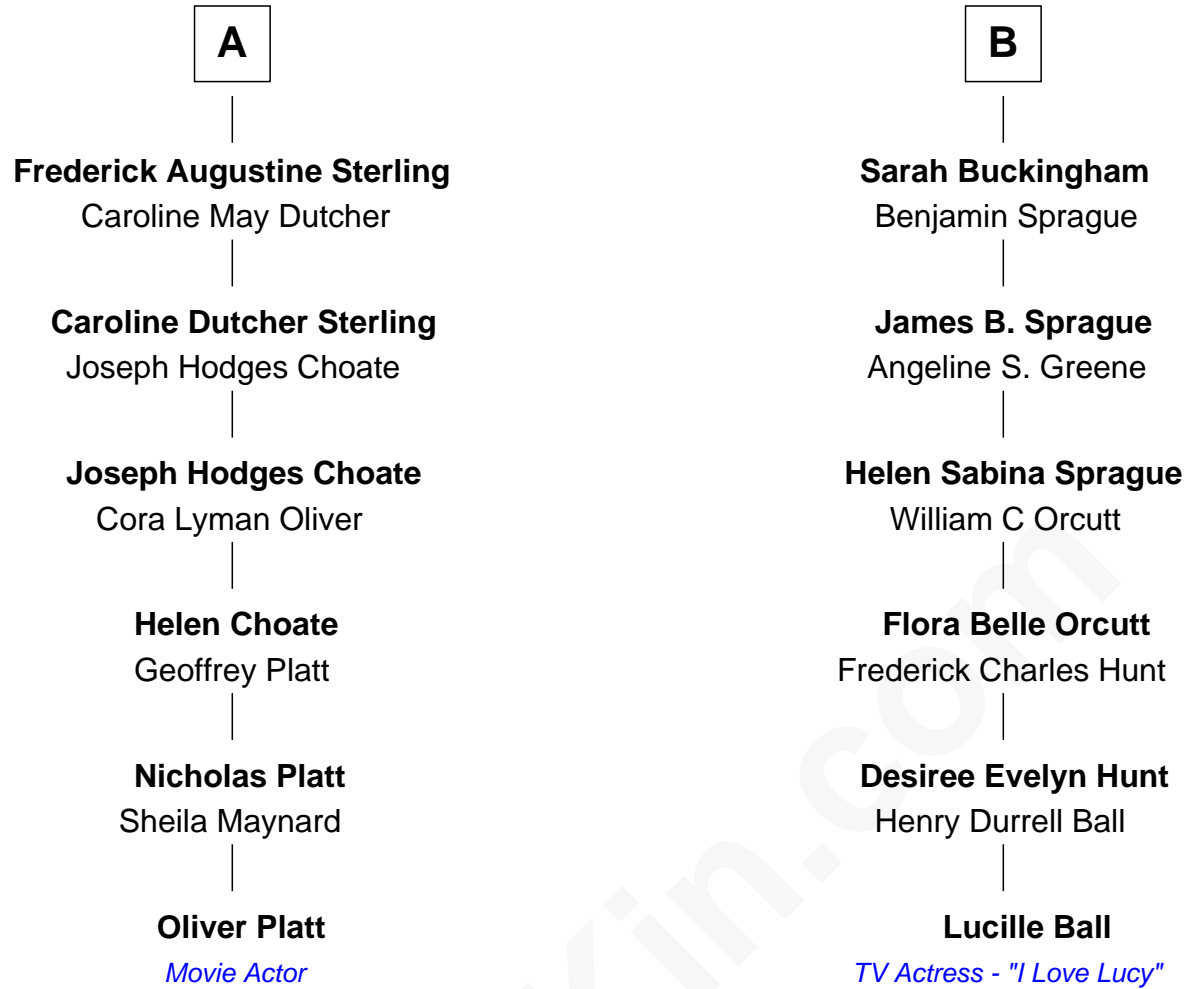 A
B
Frederick Augustine Sterling
Caroline May Dutcher
Sarah Buckingham
Benjamin Sprague
Caroline Dutcher Sterling
Joseph Hodges Choate
James B. Sprague
Angeline S. Greene
Joseph Hodges Choate
Cora Lyman Oliver
Helen Sabina Sprague
William C Orcutt
Helen Choate
Geoffrey Platt
Flora Belle Orcutt
Frederick Charles Hunt
Nicholas Platt
Sheila Maynard
Desiree Evelyn Hunt
Henry Durrell Ball
Oliver Platt
Movie Actor
Lucille Ball
TV Actress - "I Love Lucy"
Kin.com